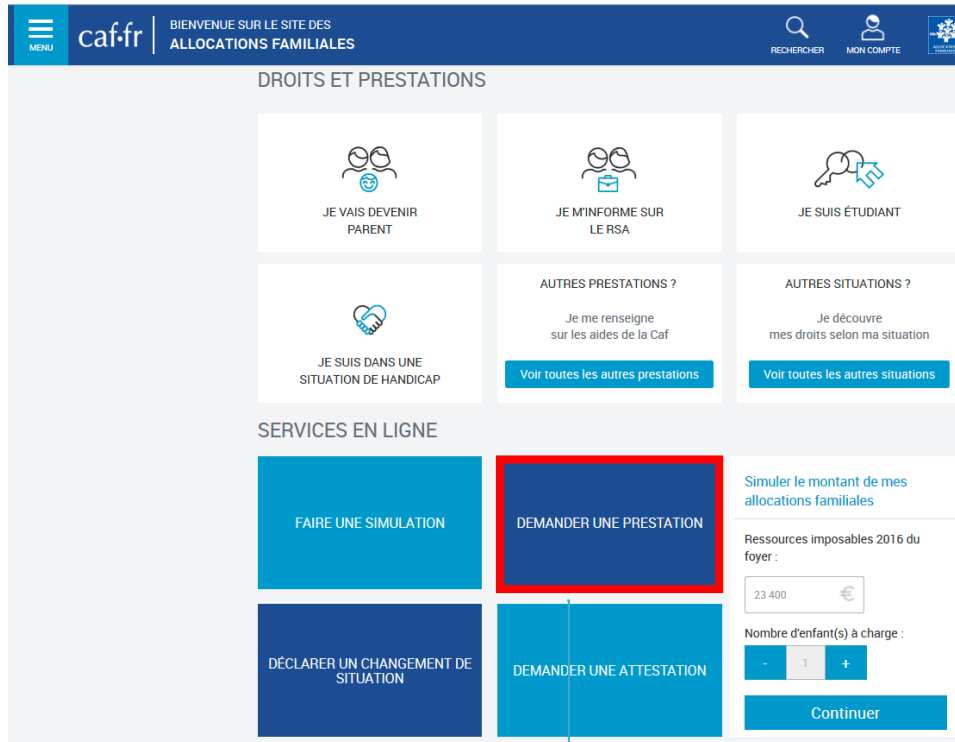 MENU
caf·fr
BIENVENUE SUR LE SITE DES
ALLOCATIONS FAMILIALES
RECHERCHER
MON COMPTE
DROITS ET PRESTATIONS
JE VAIS DEVENIR
PARENT
JE M'INFORME SUR
LE RSA
JE SUIS ÉTUDIANT
JE SUIS DANS UNE
SITUATION DE HANDICAP
AUTRES PRESTATIONS ?
Je me renseigne
sur les aides de la Caf
Voir toutes les autres prestations
AUTRES SITUATIONS ?
Je découvre
mes droits selon ma situation
Voir toutes les autres situations
SERVICES EN LIGNE
FAIRE UNE SIMULATION
DEMANDER UNE PRESTATION
Simuler le montant de mes
allocations familiales
Ressources imposables 2016 du
foyer :
23 400 €
Nombre d'enfant(s) à charge :
- 1 +
Continuer
DÉCLARER UN CHANGEMENT DE
SITUATION
DEMANDER UNE ATTESTATION